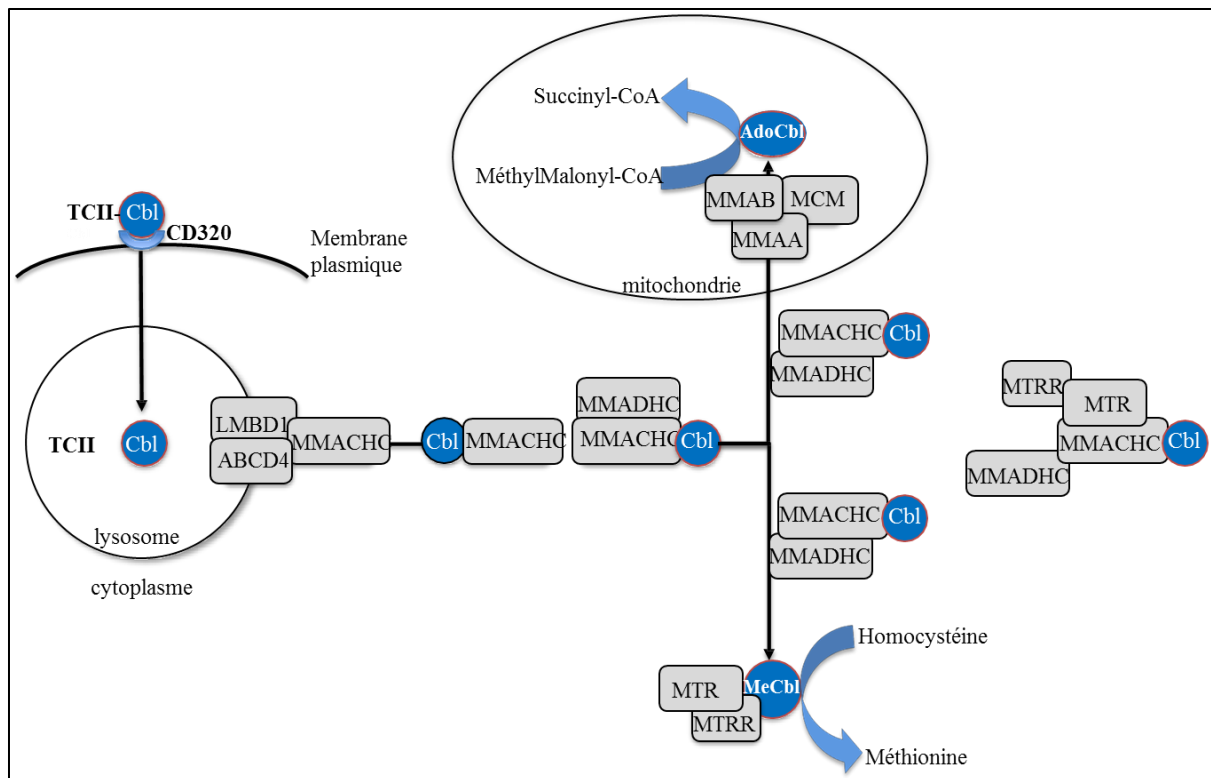 Succinyl-CoA
AdoCbl
MéthylMalonyl-CoA
MMAB
MCM
MMAA
mitochondrie
TCII-
Cbl
CD320
Membrane
plasmique
TCII
Cbl
lysosome
cytoplasme
LMBD1
ABCD4
MMACHC
Cbl
MMACHC
MMADHC
MMACHC
Cbl
MMACHC
Cbl
MMADHC
MMACHC
Cbl
MMADHC
MTRR
MTR
MMACHC
Cbl
MMADHC
Homocystéine
MTR
MeCbl
MTRR
Méthionine